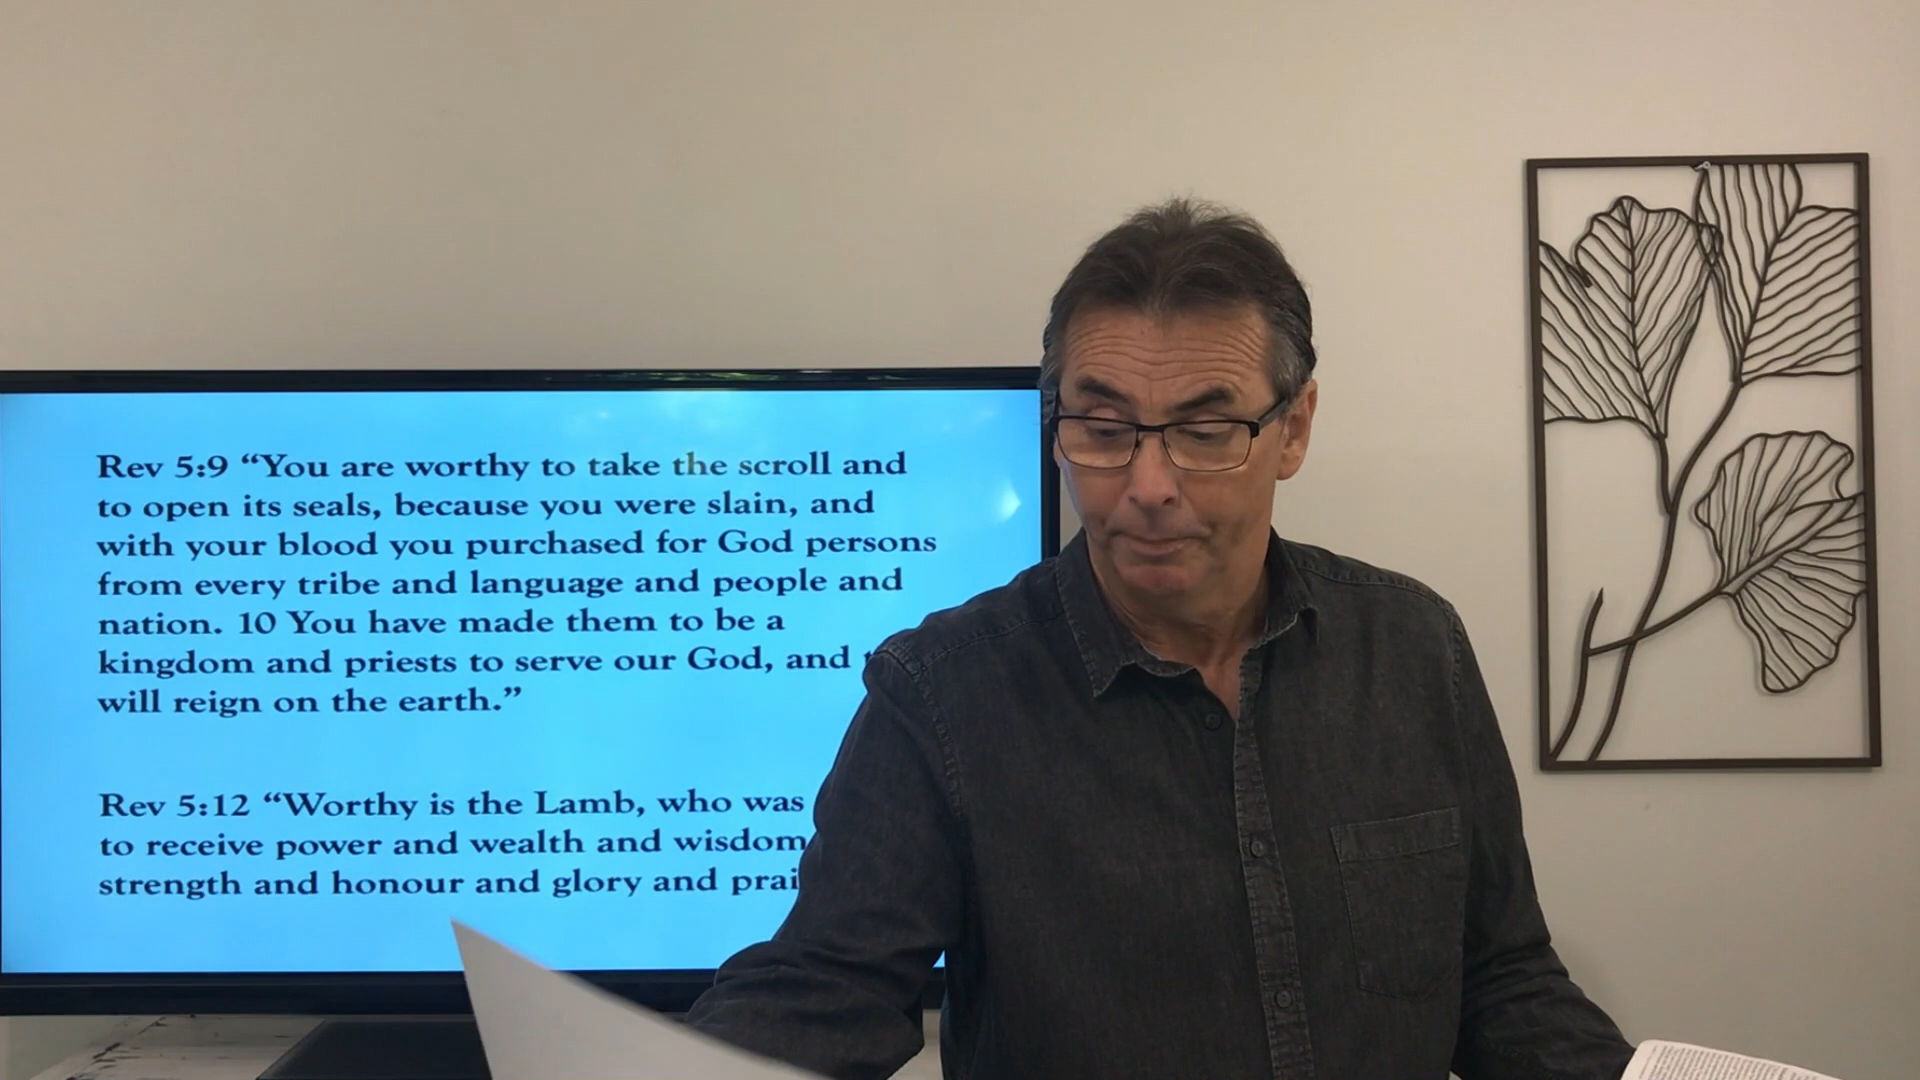 Rev 5:9 “You are worthy to take the scroll and
to open its seals, because you were slain, and
with your blood you purchased for God persons
from every tribe and language and people and
nation. 10 You have made them to be a
kingdom and priests to serve our God, and
will reign on the earth.”
Rev 5:12 “Worthy is the Lamb, who was
to receive power and wealth and wisdom
strength and honour and glory and prai